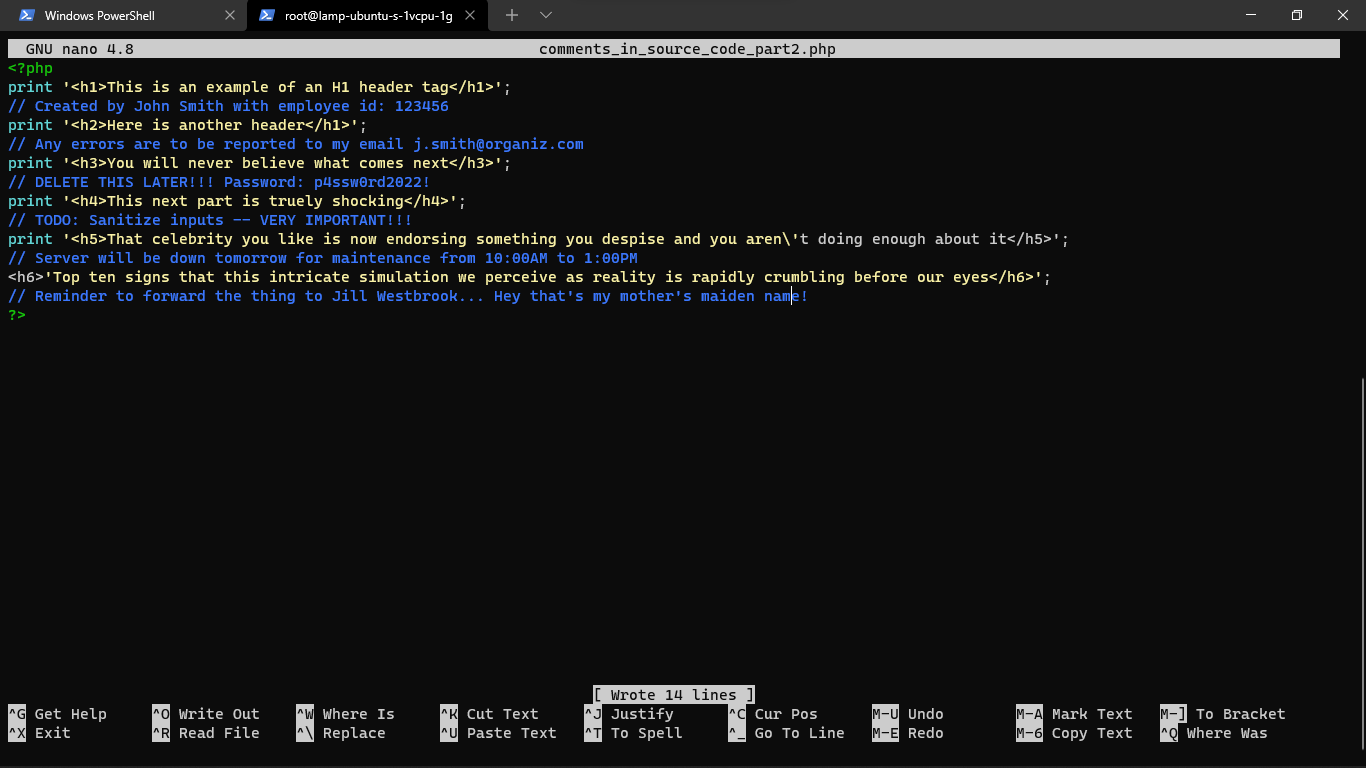 Windows PowerShell
root@lamp-ubuntu-s-1vcpu-1g
GNU nano 4.8 comments_in_source_code_part2.php
<?php
print '<h1>This is an example of an H1 header tag</h1>';
// Created by John Smith with employee id: 123456
print '<h2>Here is another header</h1>';
// Any errors are to be reported to my email j.smith@organiz.com
print '<h3>You will never believe what comes next</h3>';
// DELETE THIS LATER!!! Password: p4ssw0rd2022!
print '<h4>This next part is truely shocking</h4>';
// TODO: Sanitize inputs -- VERY IMPORTANT!!!
print '<h5>That celebrity you like is now endorsing something you despise and you aren\'t doing enough about it</h5>';
// Server will be down tomorrow for maintenance from 10:00AM to 1:00PM
<h6>'Top ten signs that this intricate simulation we perceive as reality is rapidly crumbling before our eyes</h6>';
// Reminder to forward the thing to Jill Westbrook... Hey that's my mother's maiden name!
?>
[ Wrote 14 lines ]
^G Get Help ^O Write Out ^W Where Is ^K Cut Text ^J Justify ^C Cur Pos M-U Undo M-A Mark Text M-] To Bracket
^X Exit ^R Read File ^\ Replace ^U Paste Text ^T To Spell ^_ Go To Line M-E Redo M-6 Copy Text ^Q Where Was